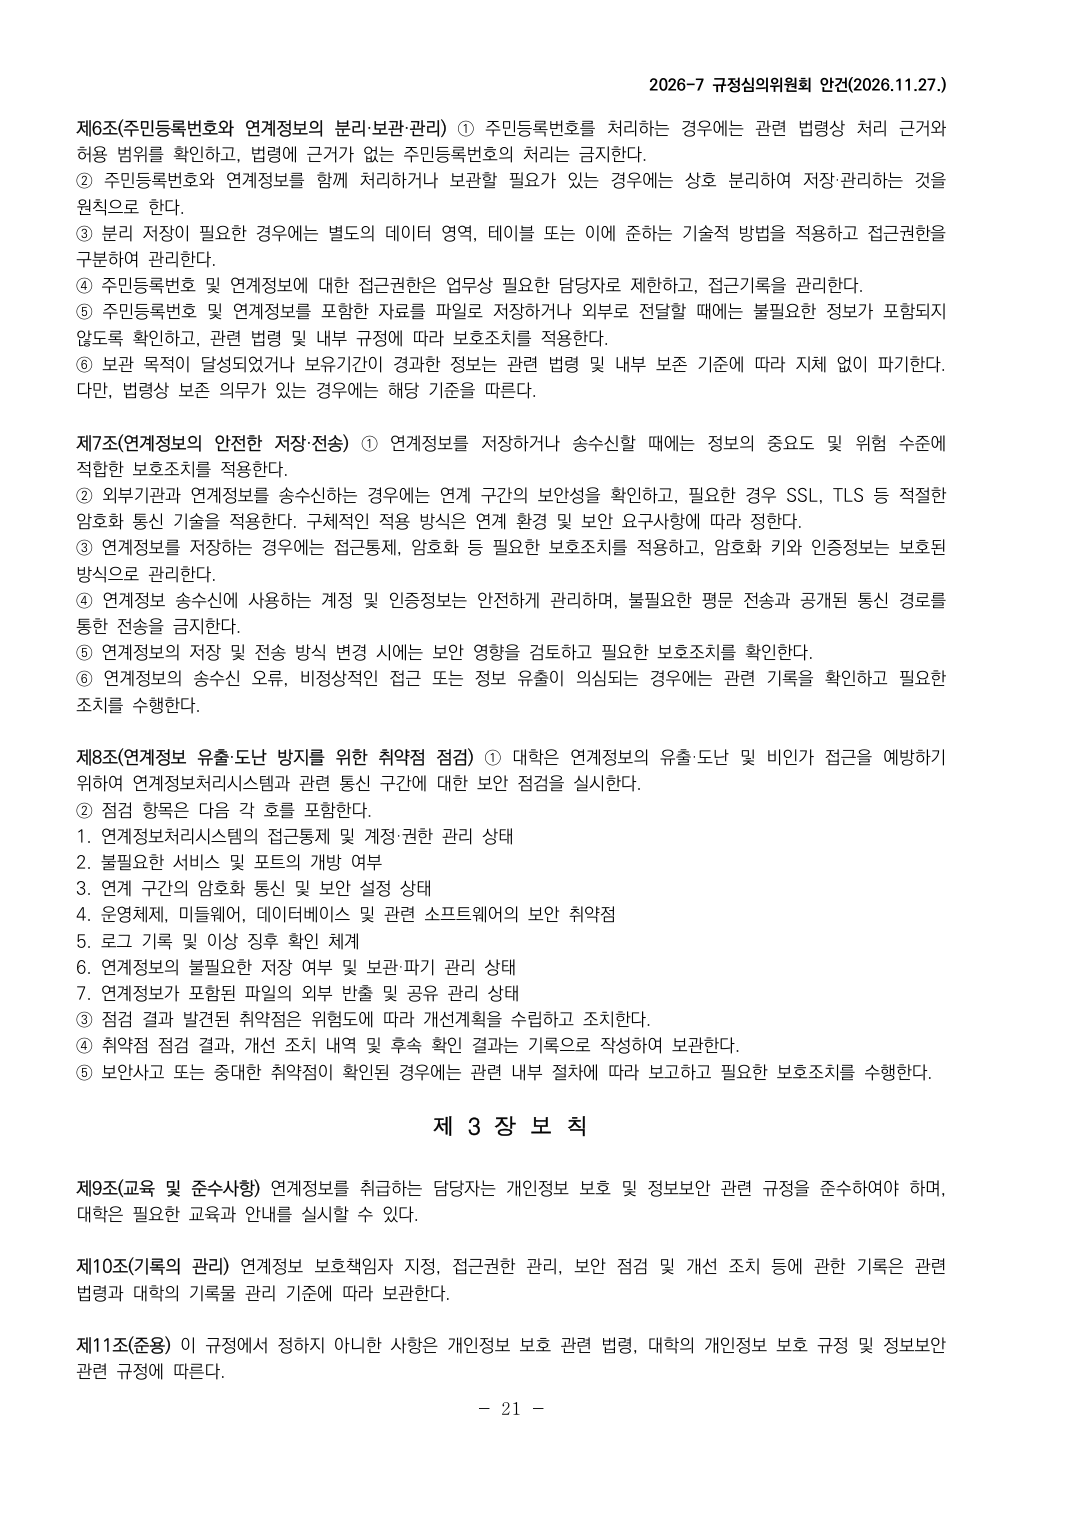 2026-7 규정심의위원회 안건(2026.11.27.)
제6조(주민등록번호와 연계정보의 분리·보관·관리) ① 주민등록번호를 처리하는 경우에는 관련 법령상 처리 근거와
허용 범위를 확인하고, 법령에 근거가 없는 주민등록번호의 처리는 금지한다.
② 주민등록번호와 연계정보를 함께 처리하거나 보관할 필요가 있는 경우에는 상호 분리하여 저장·관리하는 것을
원칙으로 한다.
③ 분리 저장이 필요한 경우에는 별도의 데이터 영역, 테이블 또는 이에 준하는 기술적 방법을 적용하고 접근권한을
구분하여 관리한다.
④ 주민등록번호 및 연계정보에 대한 접근권한은 업무상 필요한 담당자로 제한하고, 접근기록을 관리한다.
⑤ 주민등록번호 및 연계정보를 포함한 자료를 파일로 저장하거나 외부로 전달할 때에는 불필요한 정보가 포함되지
않도록 확인하고, 관련 법령 및 내부 규정에 따라 보호조치를 적용한다.
⑥ 보관 목적이 달성되었거나 보유기간이 경과한 정보는 관련 법령 및 내부 보존 기준에 따라 지체 없이 파기한다.
다만, 법령상 보존 의무가 있는 경우에는 해당 기준을 따른다.
제7조(연계정보의 안전한 저장·전송) ① 연계정보를 저장하거나 송수신할 때에는 정보의 중요도 및 위험 수준에
적합한 보호조치를 적용한다.
② 외부기관과 연계정보를 송수신하는 경우에는 연계 구간의 보안성을 확인하고, 필요한 경우 SSL, TLS 등 적절한
암호화 통신 기술을 적용한다. 구체적인 적용 방식은 연계 환경 및 보안 요구사항에 따라 정한다.
③ 연계정보를 저장하는 경우에는 접근통제, 암호화 등 필요한 보호조치를 적용하고, 암호화 키와 인증정보는 보호된
방식으로 관리한다.
④ 연계정보 송수신에 사용하는 계정 및 인증정보는 안전하게 관리하며, 불필요한 평문 전송과 공개된 통신 경로를
통한 전송을 금지한다.
⑤ 연계정보의 저장 및 전송 방식 변경 시에는 보안 영향을 검토하고 필요한 보호조치를 확인한다.
⑥ 연계정보의 송수신 오류, 비정상적인 접근 또는 정보 유출이 의심되는 경우에는 관련 기록을 확인하고 필요한
조치를 수행한다.
제8조(연계정보 유출·도난 방지를 위한 취약점 점검) ① 대학은 연계정보의 유출·도난 및 비인가 접근을 예방하기
위하여 연계정보처리시스템과 관련 통신 구간에 대한 보안 점검을 실시한다.
② 점검 항목은 다음 각 호를 포함한다.
1. 연계정보처리시스템의 접근통제 및 계정·권한 관리 상태
2. 불필요한 서비스 및 포트의 개방 여부
3. 연계 구간의 암호화 통신 및 보안 설정 상태
4. 운영체제, 미들웨어, 데이터베이스 및 관련 소프트웨어의 보안 취약점
5. 로그 기록 및 이상 징후 확인 체계
6. 연계정보의 불필요한 저장 여부 및 보관·파기 관리 상태
7. 연계정보가 포함된 파일의 외부 반출 및 공유 관리 상태
③ 점검 결과 발견된 취약점은 위험도에 따라 개선계획을 수립하고 조치한다.
④ 취약점 점검 결과, 개선 조치 내역 및 후속 확인 결과는 기록으로 작성하여 보관한다.
⑤ 보안사고 또는 중대한 취약점이 확인된 경우에는 관련 내부 절차에 따라 보고하고 필요한 보호조치를 수행한다.
제 3 장 보 칙
제9조(교육 및 준수사항) 연계정보를 취급하는 담당자는 개인정보 보호 및 정보보안 관련 규정을 준수하여야 하며,
대학은 필요한 교육과 안내를 실시할 수 있다.
제10조(기록의 관리) 연계정보 보호책임자 지정, 접근권한 관리, 보안 점검 및 개선 조치 등에 관한 기록은 관련
법령과 대학의 기록물 관리 기준에 따라 보관한다.
제11조(준용) 이 규정에서 정하지 아니한 사항은 개인정보 보호 관련 법령, 대학의 개인정보 보호 규정 및 정보보안
관련 규정에 따른다.
- 21 -